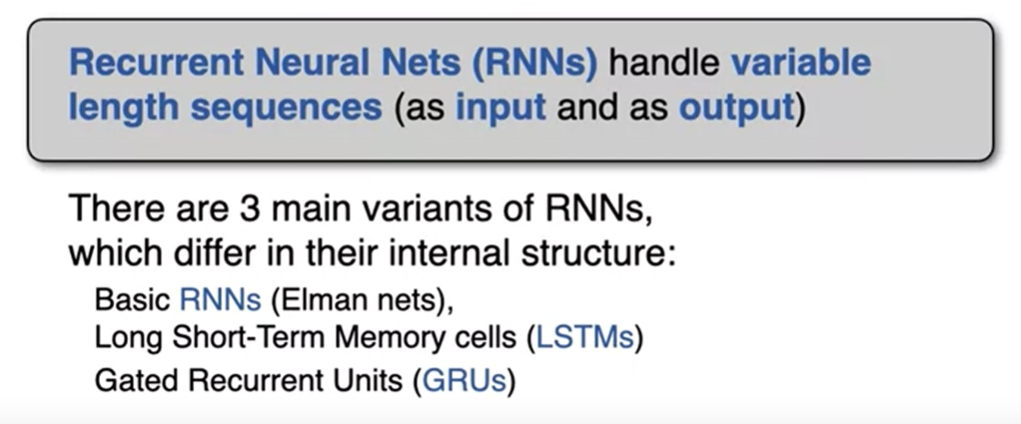 Recurrent Neural Nets (RNNs) handle variable
length sequences (as input and as output)
There are 3 main variants of RNNs,
which differ in their internal structure:
Basic RNNs (Elman nets),
Long Short-Term Memory cells (LSTMs)
Gated Recurrent Units (GRUs)